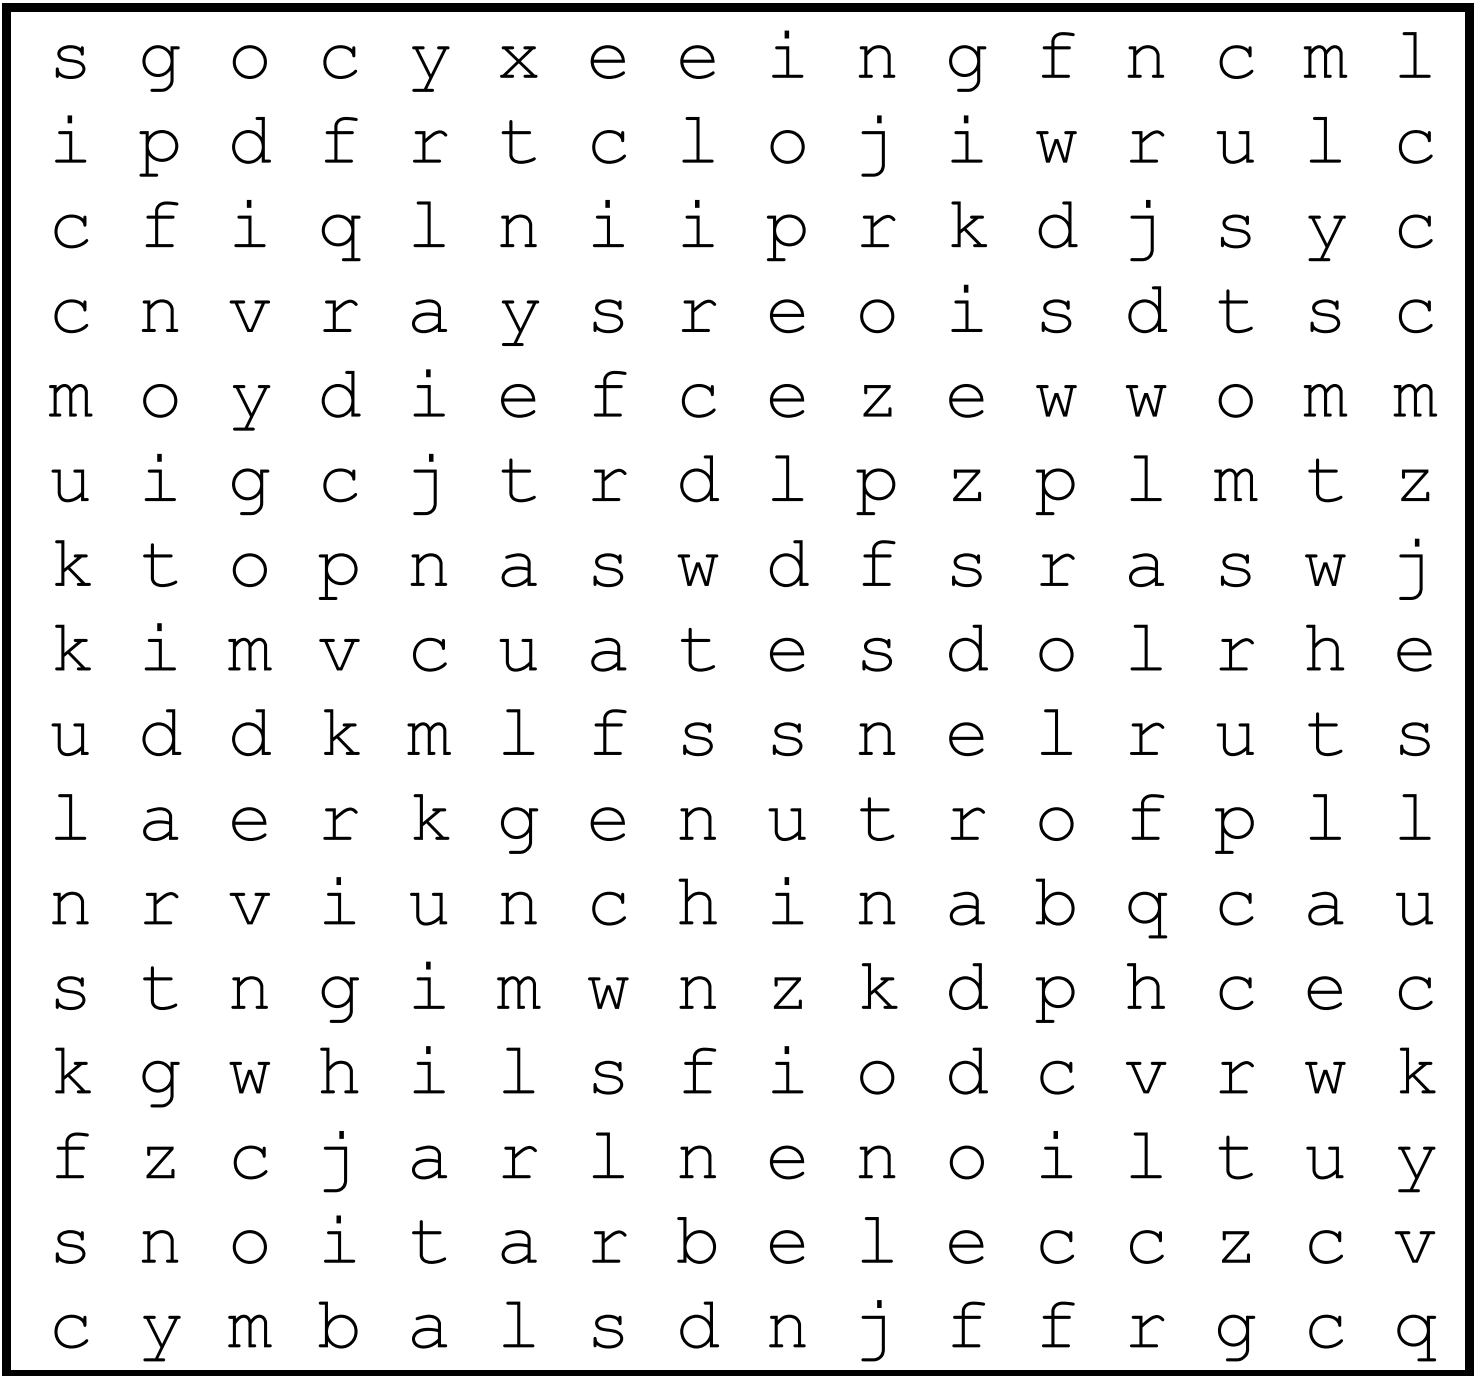 s g o c y x e e i n g f n c m l
i p d f r t c l o j i w r u l c
c f i q l n i i p r k d j s y c
c n v r a y s r e o i s d t s c
m o y d i e f c e z e w w o m m
u i g c j t r d l p z p l m t z
k t o p n a s w d f s r a s w j
k i m v c u a t e s d o l r h e
u d d k m l f s s n e l r u t s
l a e r k g e n u t r o f p l l
n r v i u n c h i n a b q c a u
s t n g i m w n z k d p h c e c
k g w h i l s f i o d c v r w k
f z c j a r l n e n o i l t u y
s n o i t a r b e l e c c z c v
c y m b a l s d n j f f r g c q